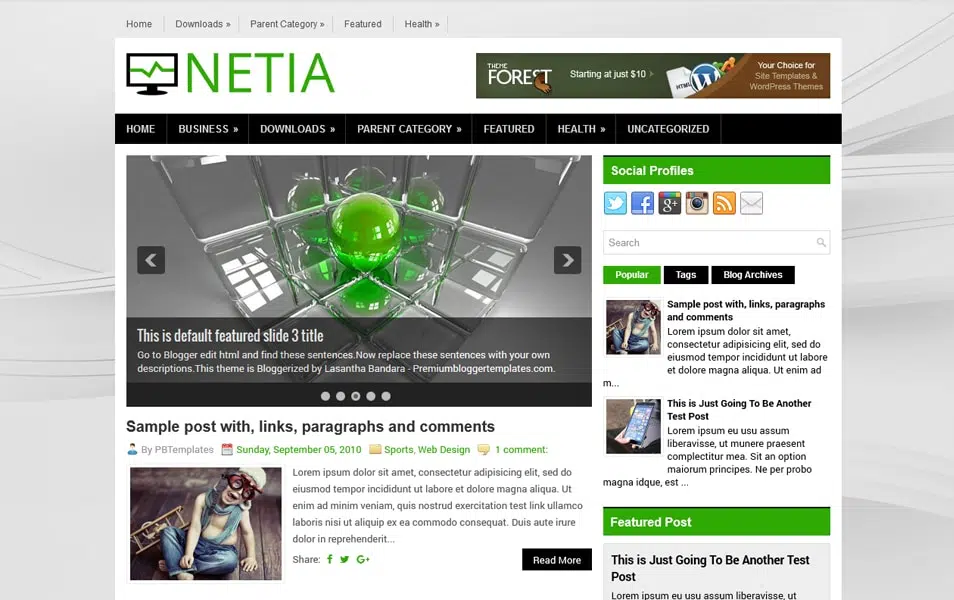 Home Downloads » Parent Category » Featured Health »
NETIA
THEME
FOREST
Starting at just $10
HTML
Your Choice for
Site Templates &
WordPress Themes
HOME BUSINESS » DOWNLOADS » PARENT CATEGORY » FEATURED HEALTH » UNCATEGORIZED
This is default featured slide 3 title
Go to Blogger edit html and find these sentences.Now replace these sentences with your own
descriptions.This theme is Bloggerized by Lasantha Bandara - Premiumbloggertemplates.com.
Sample post with, links, paragraphs and comments
By PBTemplates Sunday, September 05, 2010 Sports, Web Design 1 comment:
Lorem ipsum dolor sit amet, consectetur adipisicing elit, sed do
eiusmod tempor incididunt ut labore et dolore magna aliqua. Ut
enim ad minim veniam, quis nostrud exercitation test link ullamco
laboris nisi ut aliquip ex ea commodo consequat. Duis aute irure
dolor in reprehenderit...
Share:
Read More
Social Profiles
Search
Popular Tags Blog Archives
Sample post with, links, paragraphs
and comments
Lorem ipsum dolor sit amet,
consectetur adipisicing elit, sed do
eiusmod tempor incididunt ut labore
et dolore magna aliqua. Ut enim ad
m...
This is Just Going To Be Another
Test Post
Lorem ipsum eu usu assum
liberavisse, ut munere praesent
complectitur mea. Sit an option
maiorum principes. Ne per probo
magna idque, est ...
Featured Post
This is Just Going To Be Another Test
Post
Lorem ipsum eu usu assum liberavisse, ut